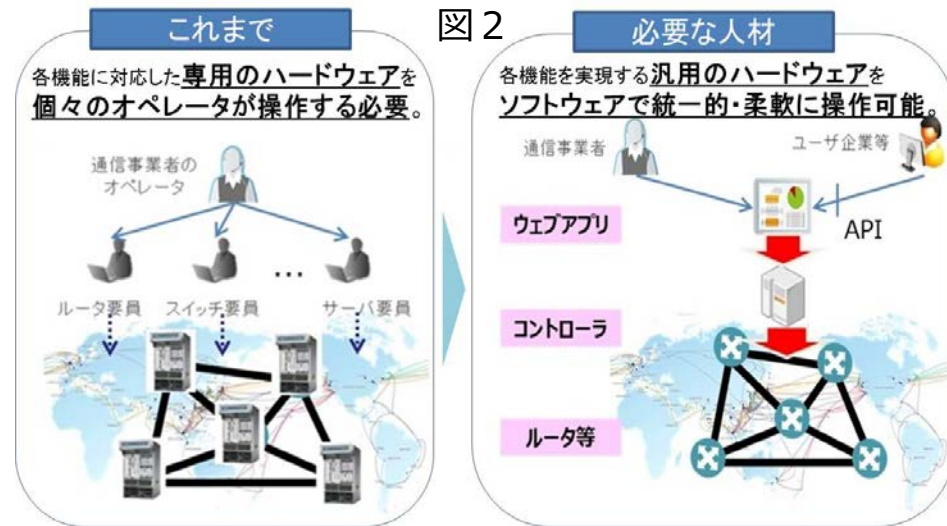 図２
これまで
各機能に対応した専用のハードウェアを
個々のオペレータが操作する必要。
通信事業者の
オペレータ
・・・
ルータ要員
スイッチ要員
サーバ要員
必要な人材
各機能を実現する汎用のハードウェアを
ソフトウェアで統一的・柔軟に操作可能。
通信事業者
ユーザ企業等
ウェブアプリ
API
コントローラ
ルータ等